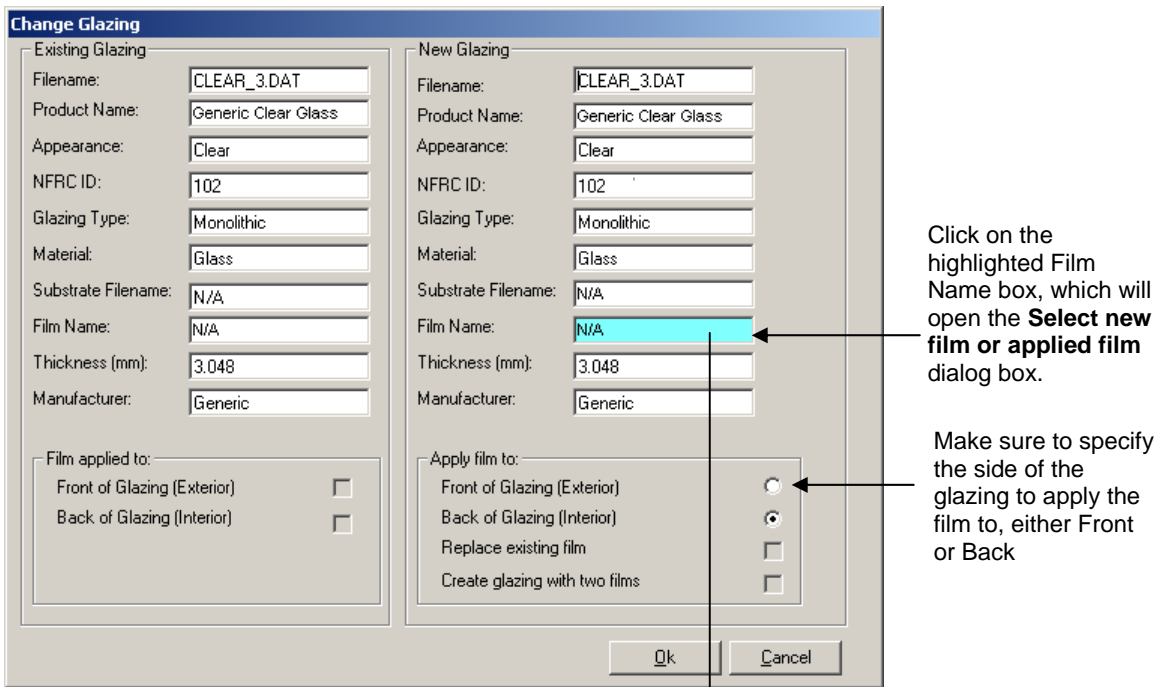 Change Glazing
Existing Glazing
Filename: CLEAR_3.DAT
Product Name: Generic Clear Glass
Appearance: Clear
NFRC ID: 102
Glazing Type: Monolithic
Material: Glass
Substrate Filename: N/A
Film Name: N/A
Thickness (mm): 3.048
Manufacturer: Generic
Film applied to:
Front of Glazing (Exterior)
Back of Glazing (Interior)
New Glazing
Filename: CLEAR_3.DAT
Product Name: Generic Clear Glass
Appearance: Clear
NFRC ID: 102
Glazing Type: Monolithic
Material: Glass
Substrate Filename: N/A
Film Name: N/A
Thickness (mm): 3.048
Manufacturer: Generic
Apply film to:
Front of Glazing (Exterior)
Back of Glazing (Interior)
Replace existing film
Create glazing with two films
Ok
Cancel
Click on the
highlighted Film
Name box, which will
open the Select new
film or applied film
dialog box.
Make sure to specify
the side of the
glazing to apply the
film to, either Front
or Back